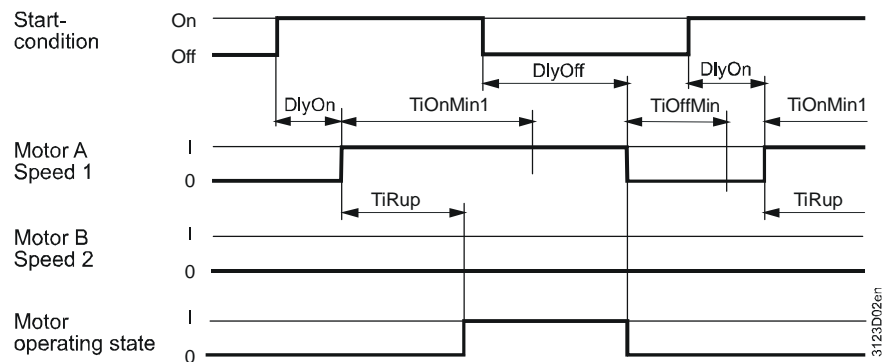 Start-
condition
On
Off
DlyOff
DlyOn
DlyOn
TiOnMin1
TiOffMin
TiOnMin1
Motor A
Speed 1
I
0
TiRup
TiRup
Motor B
Speed 2
I
0
Motor
operating state
I
0
3123D02en